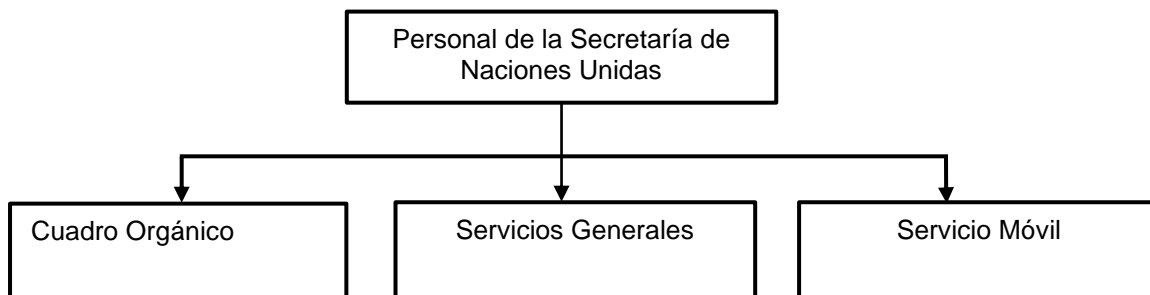 Personal de la Secretaría de
Naciones Unidas
Cuadro Orgánico
Servicios Generales
Servicio Móvil